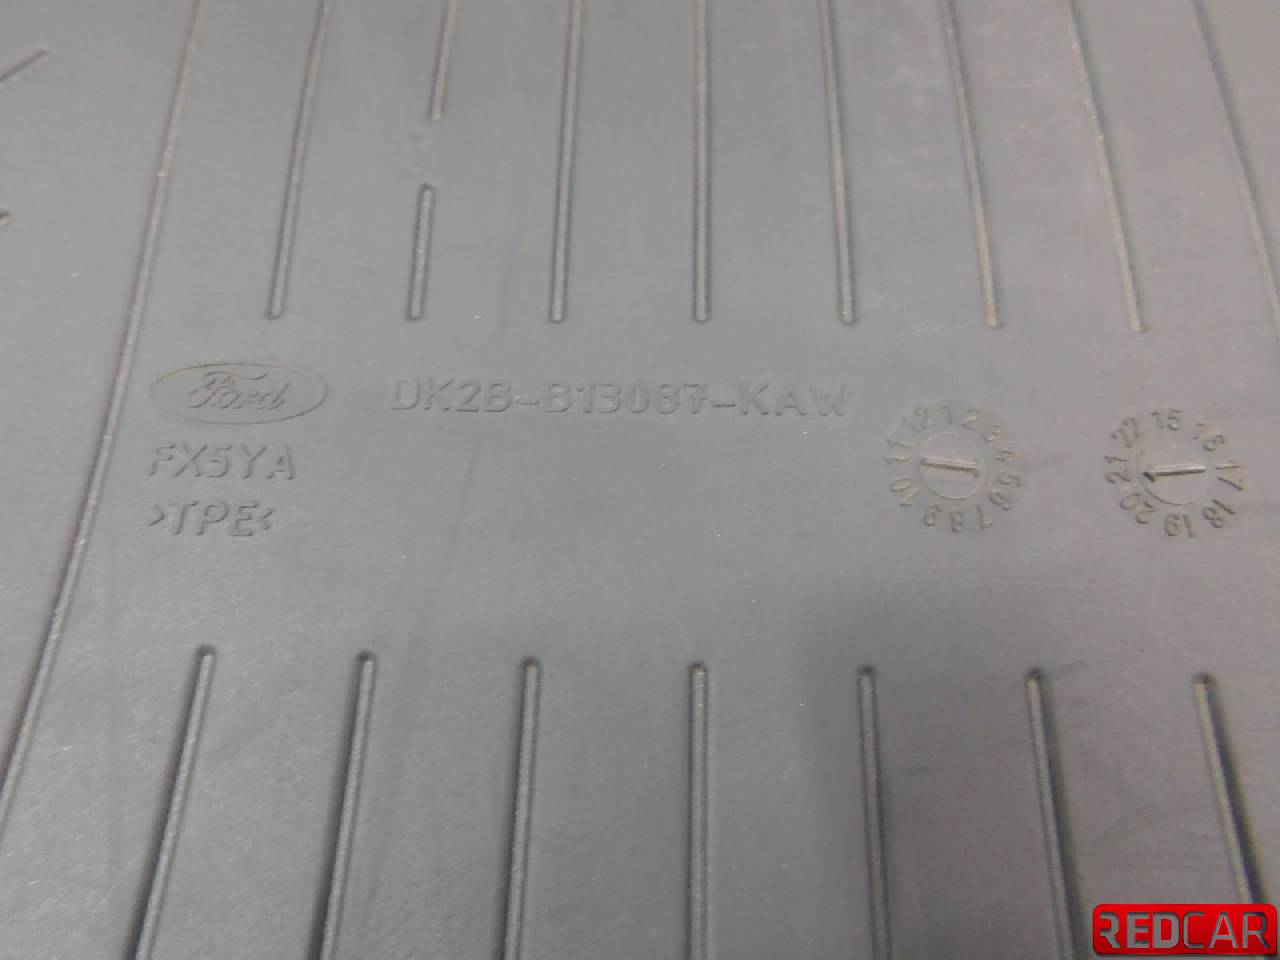 Ford DK2B-B1B087-KAW
FX5YA
>TPE<
12 1 2 3 4 5 6 7 8 9 10 11
15 16 17 18 19 20 21 22
REDCAR